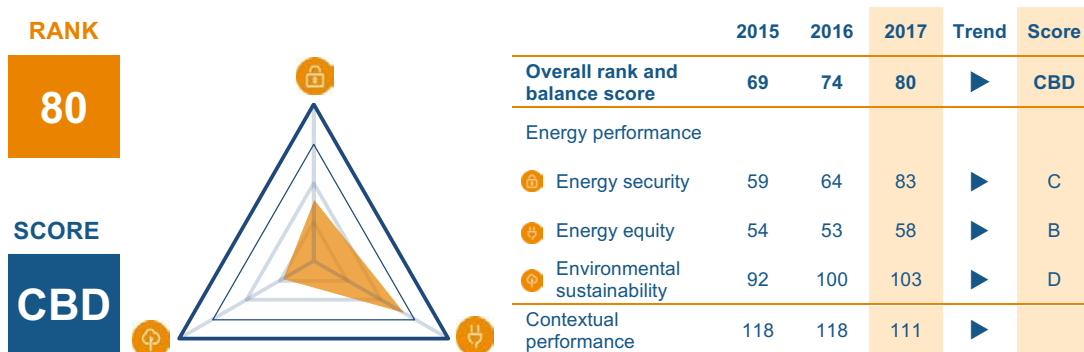 RANK
80
SCORE
CBD
2015 2016 2017 Trend Score
Overall rank and
balance score 69 74 80 CBD
Energy performance
Energy security 59 64 83 C
Energy equity 54 53 58 B
Environmental
sustainability 92 100 103 D
Contextual
performance 118 118 111